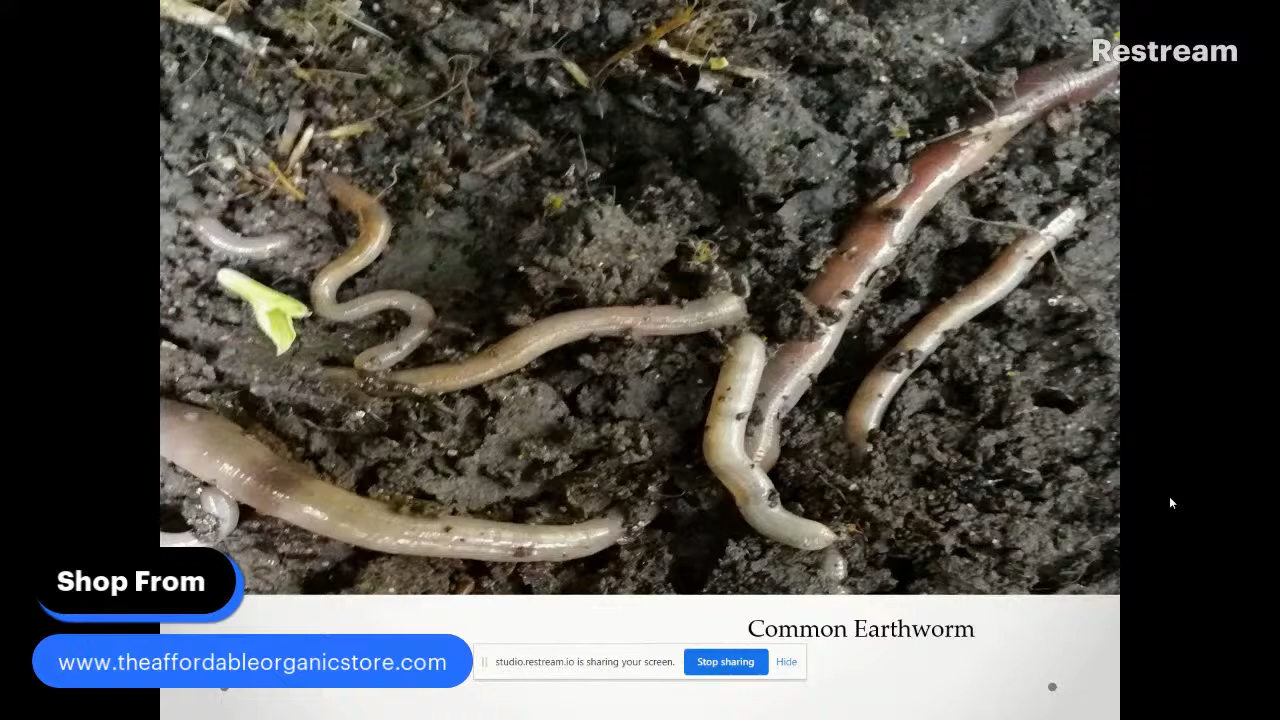 Restream
Shop From
www.theaffordableorganicstore.com
Common Earthworm
studio.restream.io is sharing your screen. Stop sharing Hide